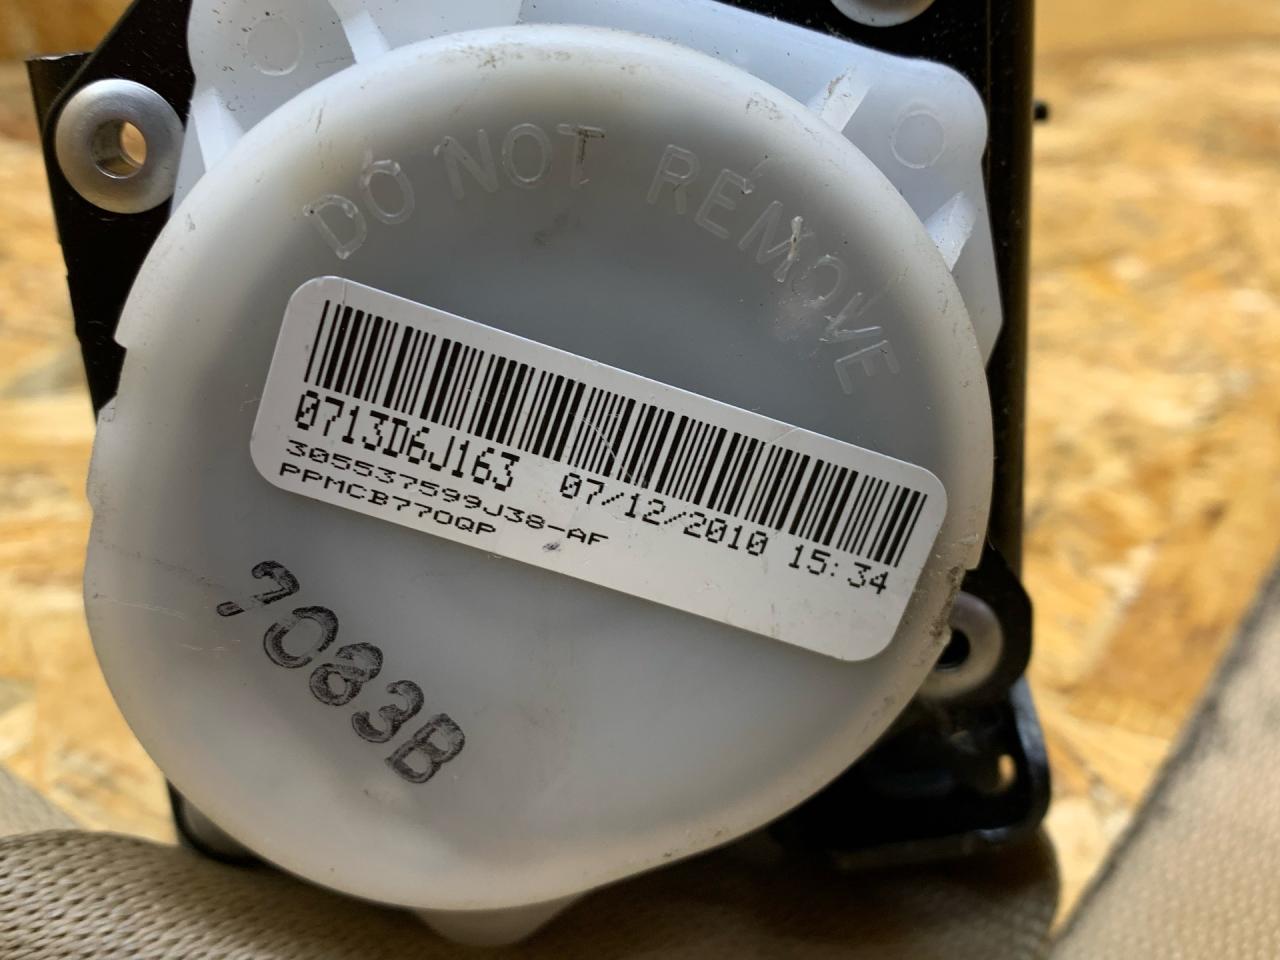 DO NOT REMOVE
0713D6J163 07/12/2010 15:34
305537599J38-AF
PPMCB770QP
7083B